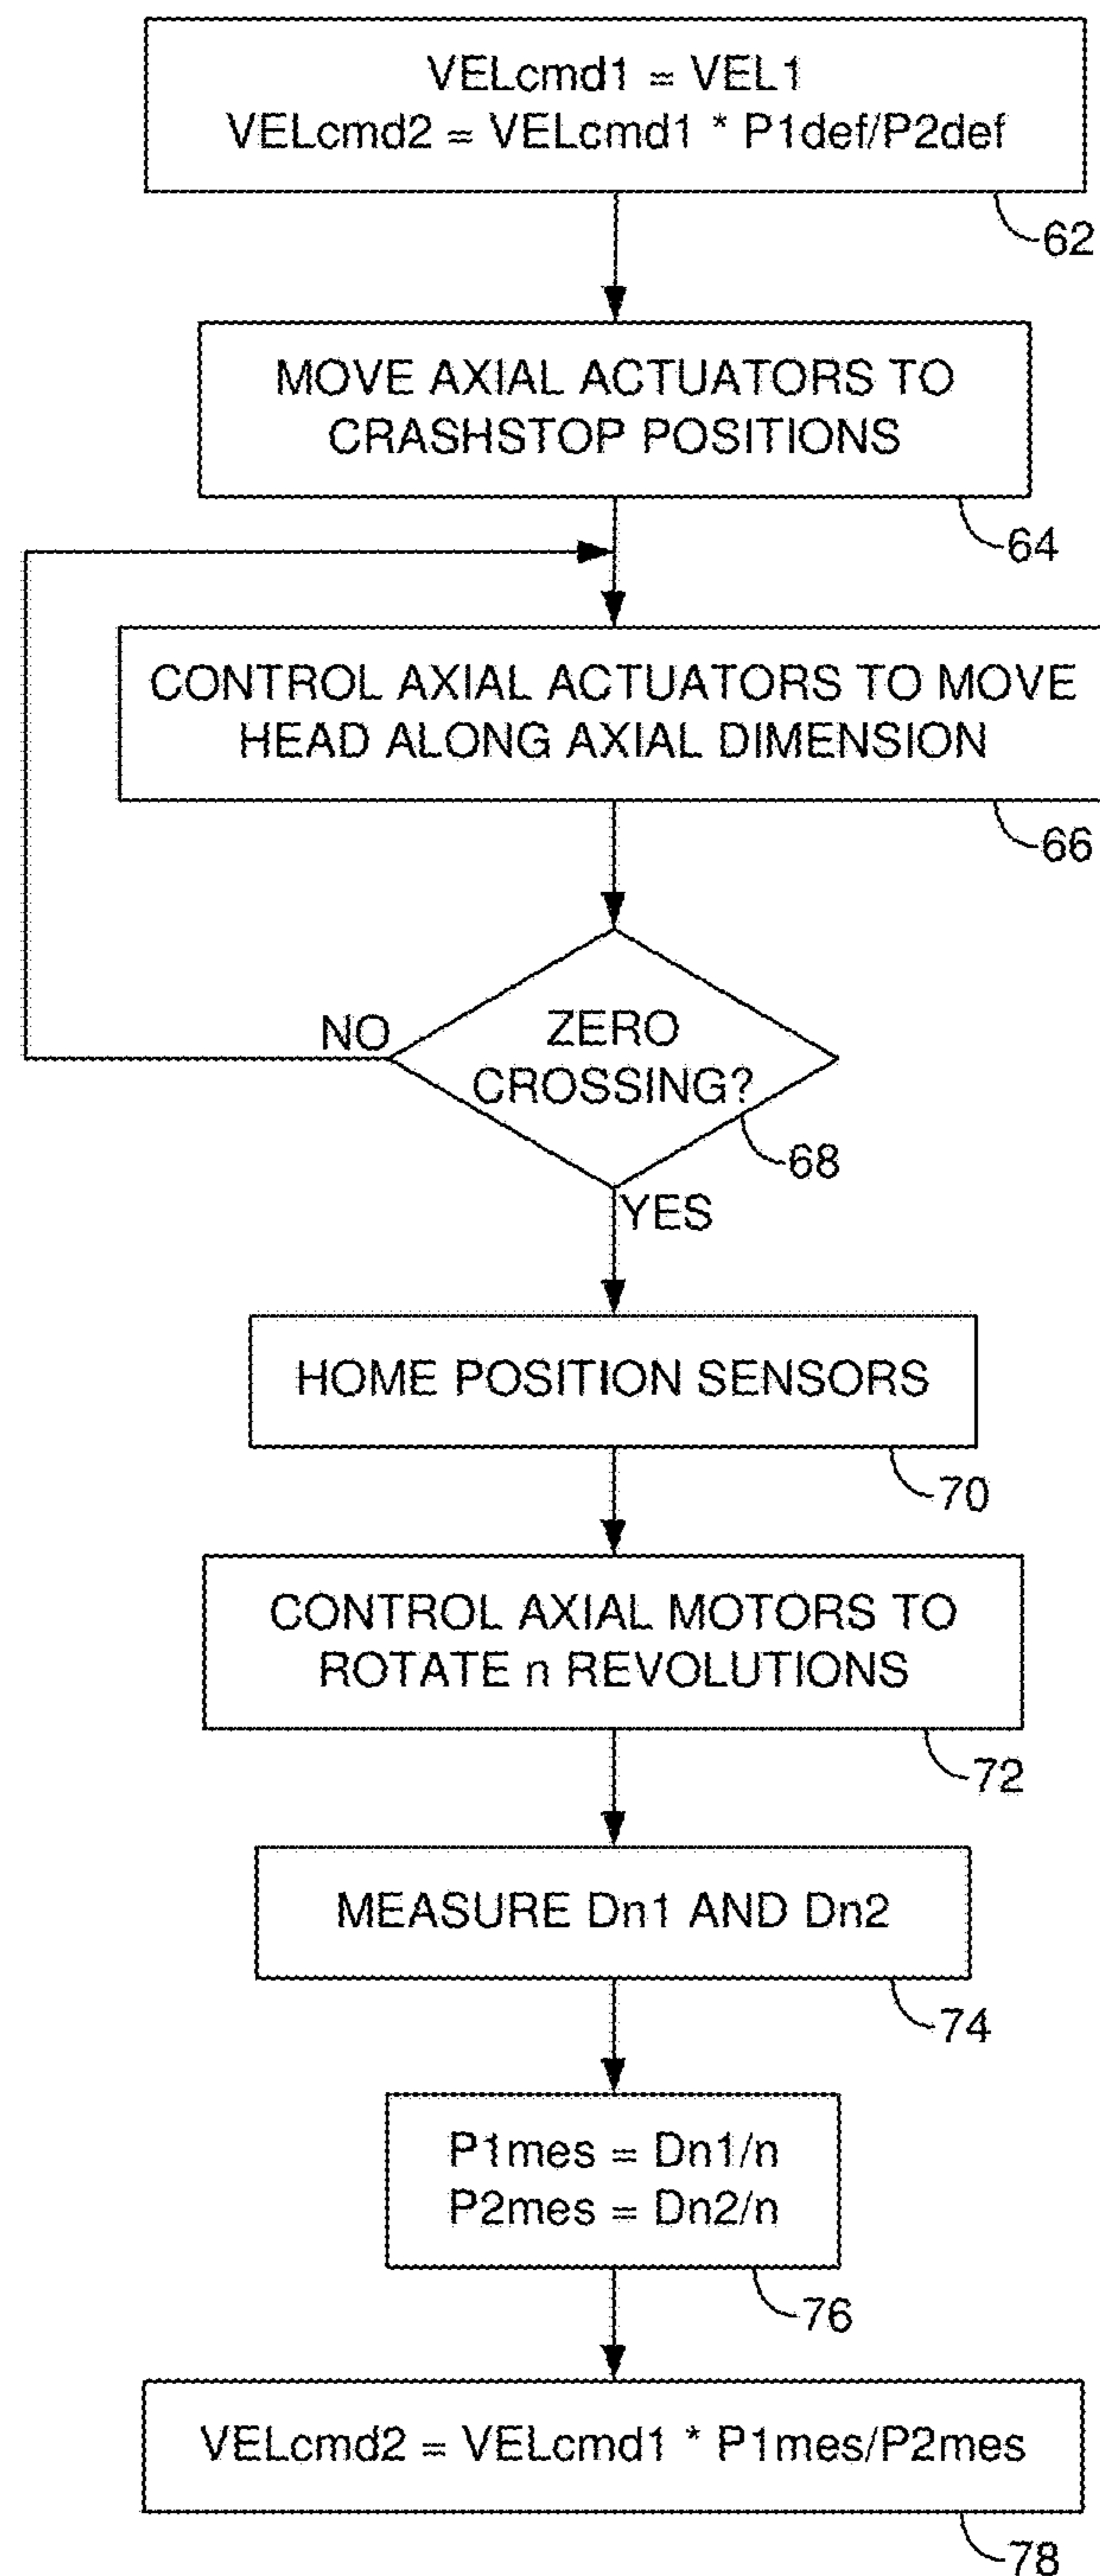 VELcmd1 = VEL1
VELcmd2 = VELcmd1 * P1def/P2def
62
MOVE AXIAL ACTUATORS TO
CRASHSTOP POSITIONS
64
CONTROL AXIAL ACTUATORS TO MOVE
HEAD ALONG AXIAL DIMENSION
66
NO
ZERO
CROSSING?
68
YES
HOME POSITION SENSORS
70
CONTROL AXIAL MOTORS TO
ROTATE n REVOLUTIONS
72
MEASURE Dn1 AND Dn2
74
P1mes = Dn1/n
P2mes = Dn2/n
76
VELcmd2 = VELcmd1 * P1mes/P2mes
78